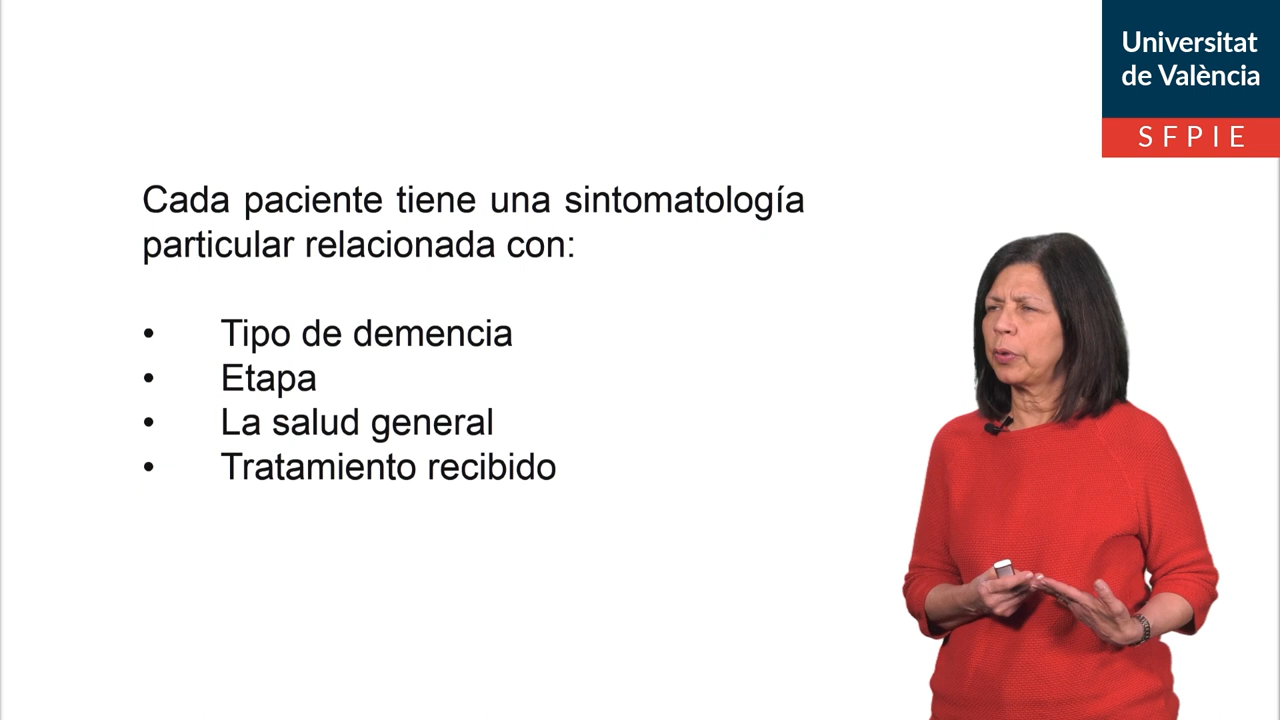 Universitat
de València
SFPIE
Cada paciente tiene una sintomatología
particular relacionada con:
• Tipo de demencia
• Etapa
• La salud general
• Tratamiento recibido